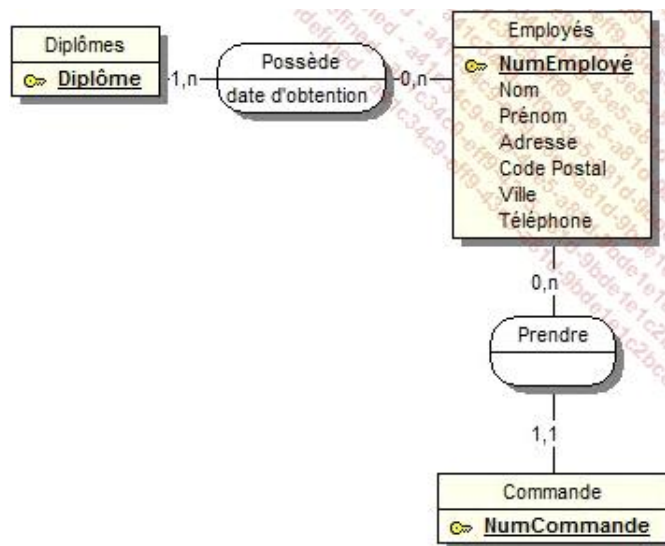 Diplômes
Diplôme
1,n
Possède
date d'obtention
0,n
Employés
NumEmployé
Nom
Prénom
Adresse
Code Postal
Ville
Téléphone
0,n
Prendre
1,1
Commande
NumCommande